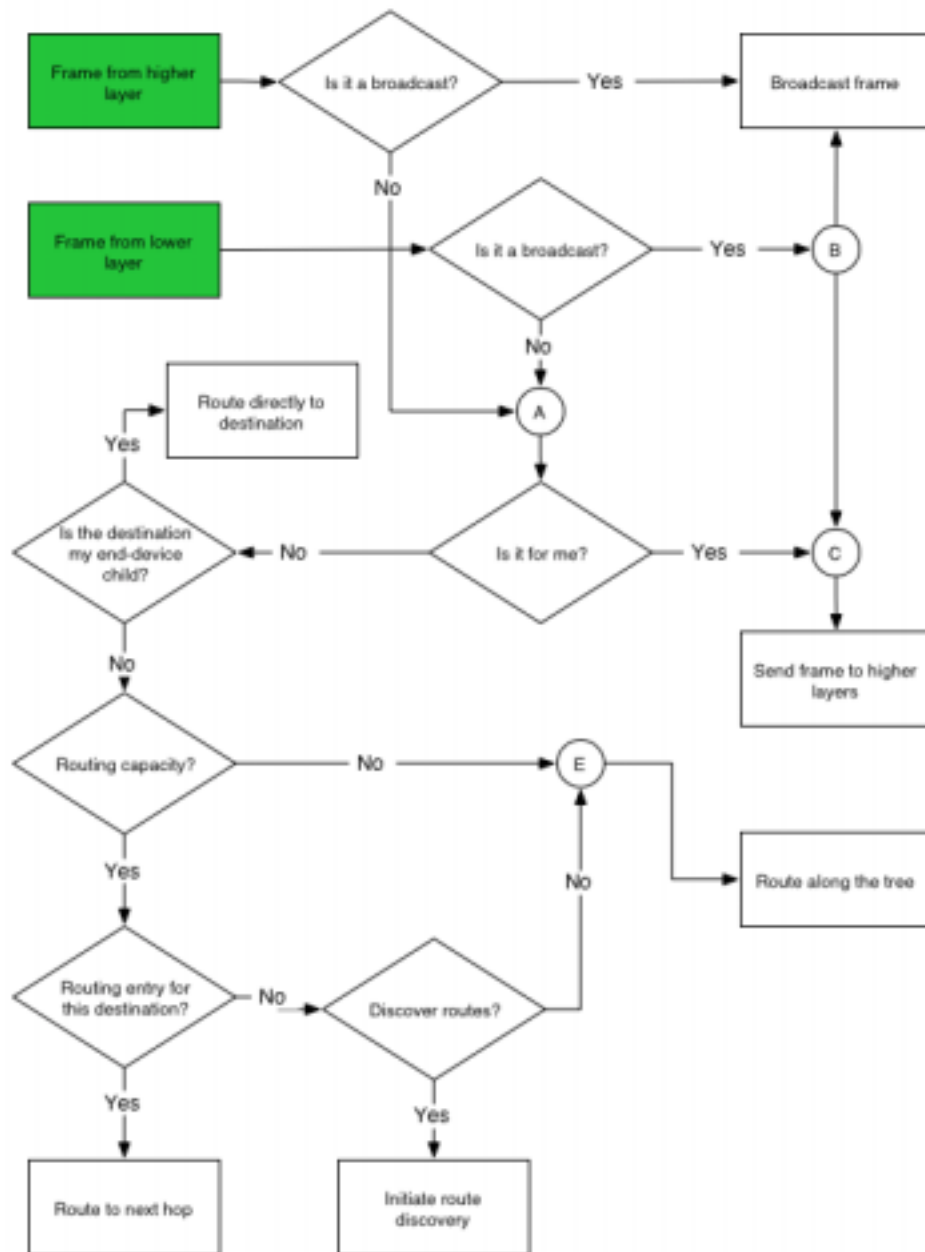 Frame from higher
layer
Is it a broadcast?
Yes
Broadcast frame
No
Frame from lower
layer
Is it a broadcast?
Yes
B
No
Route directly to
destination
A
Yes
Is the destination
my end-device
child?
No
Is it for me?
Yes
C
No
Send frame to higher
layers
Routing capacity?
No
E
Yes
No
Route along the tree
Routing entry for
this destination?
No
Discover routes?
Yes
Yes
Route to next hop
Initiate route
discovery